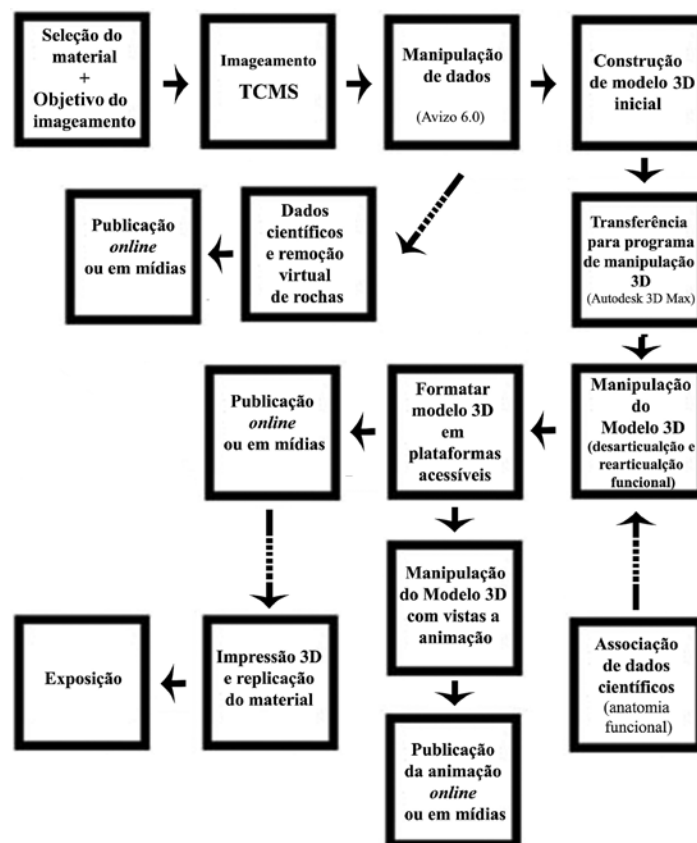 Seleção do
material
+
Objetivo do
imageamento
Imageamento
TCMS
Manipulação
de dados
(Avizo 6.0)
Construção
de modelo 3D
inicial
Publicação
online
ou em mídias
Dados
científicos
e remoção
virtual
de rochas
Transferência
para programa
de manipulação
3D
(Autodesk 3D Max)
Publicação
online
ou em mídias
Formatar
modelo 3D
em
plataformas
acessíveis
Manipulação
do
Modelo 3D
(desarticualção e
rearticualção
funcional)
Exposição
Impressão 3D
e replicação
do material
Manipulação
do Modelo 3D
com vistas a
animação
Associação
de dados
científicos
(anatomia
funcional)
Publicação
da animação
online
ou em mídias